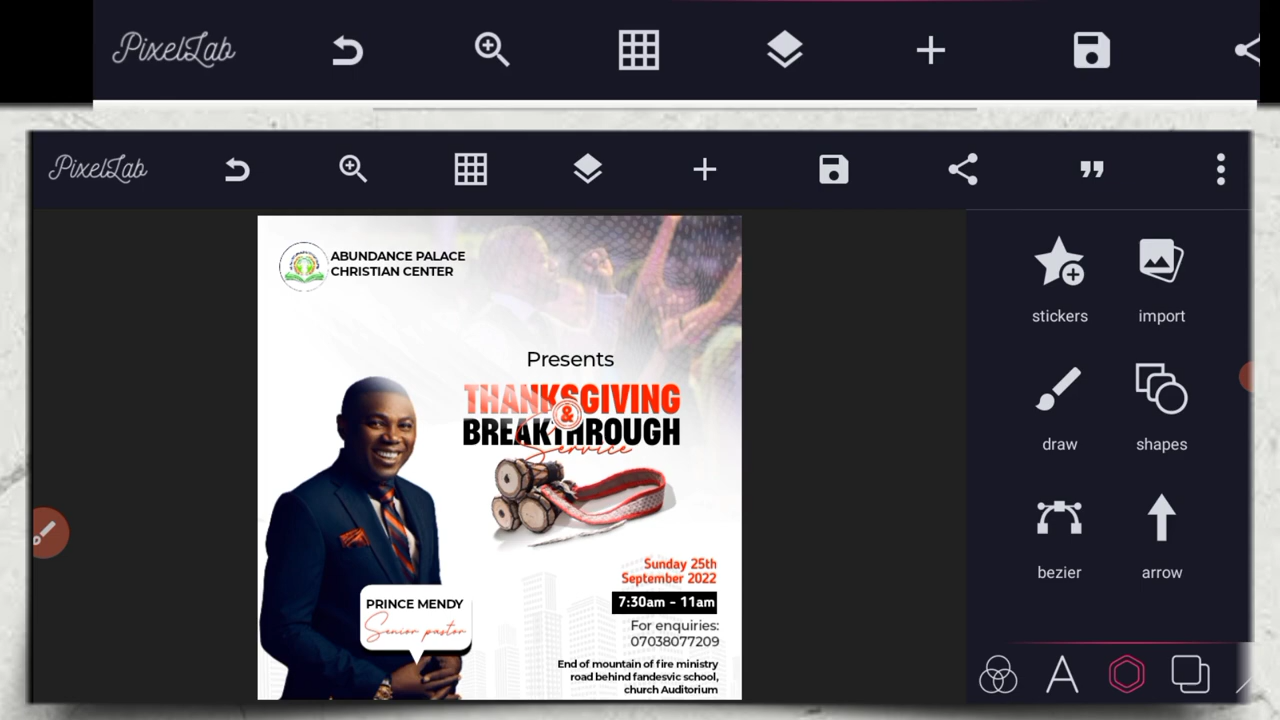 PixelLab
PixelLab
stickers
import
draw
shapes
bezier
arrow
ABUNDANCE PALACE
CHRISTIAN CENTER
Presents
THANKSGIVING
&
BREAKTHROUGH
Service
Sunday 25th
September 2022
7:30am - 11am
For enquiries:
07038077209
End of mountain of fire ministry
road behind fandesvic school,
church Auditorium
PRINCE MENDY
Senior pastor